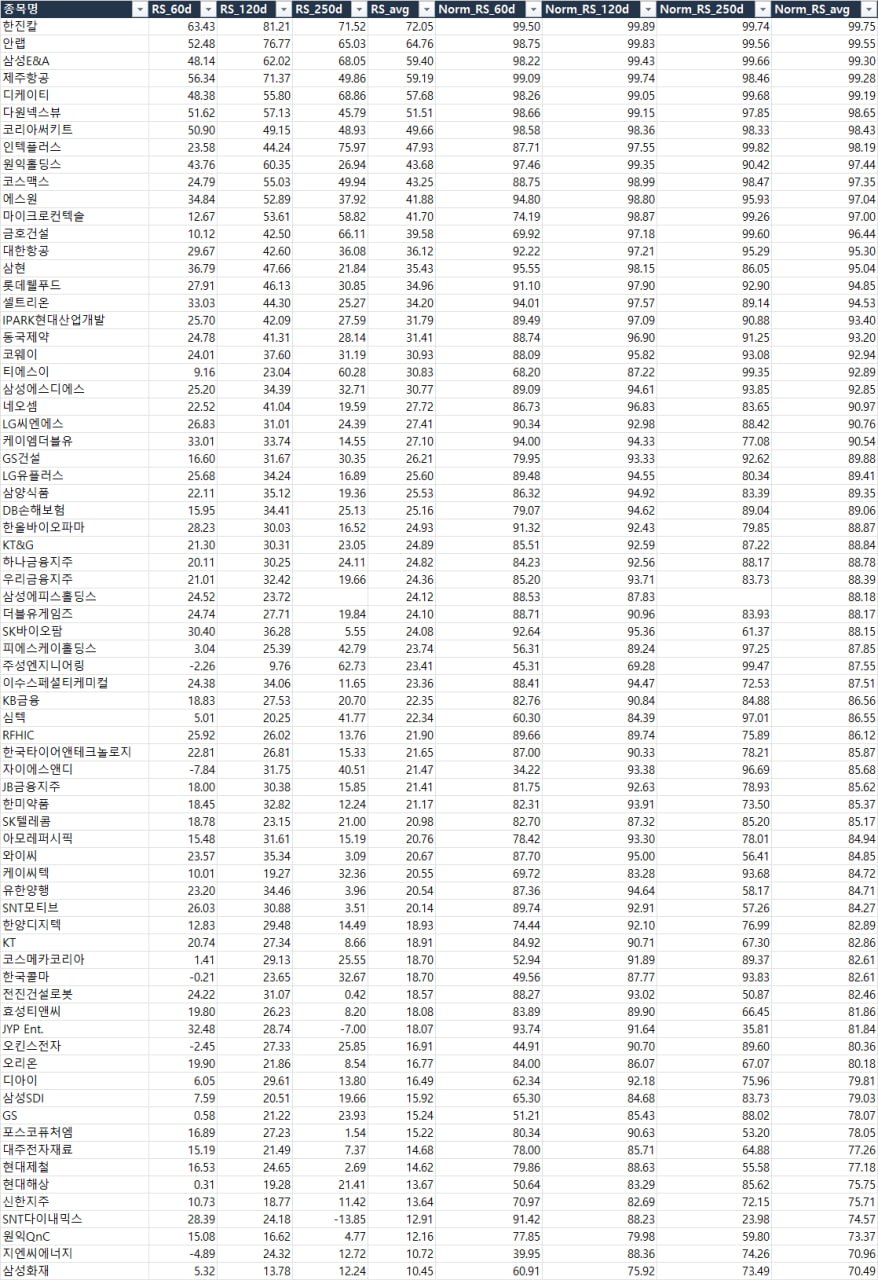 종목명 RS_60d RS_120d RS_250d RS_avg Norm_RS_60d Norm_RS_120d Norm_RS_250d Norm_RS_avg
한진칼 63.43 81.21 71.52 72.05 99.50 99.89 99.74 99.75
안랩 52.48 76.77 65.03 64.76 98.75 99.83 99.56 99.55
삼성E&A 48.14 62.02 68.05 59.40 98.22 99.43 99.66 99.30
제주항공 56.34 71.37 49.86 59.19 99.09 99.74 98.46 99.28
디케이티 48.38 55.80 68.86 57.68 98.26 99.05 99.68 99.19
다원넥스뷰 51.62 57.13 45.79 51.51 98.66 99.15 97.85 98.65
코리아써키트 50.90 49.15 48.93 49.66 98.58 98.36 98.33 98.43
인텍플러스 23.58 44.24 75.97 47.93 87.71 97.55 99.82 98.19
원익홀딩스 43.76 60.35 26.94 43.68 97.46 99.35 90.42 97.44
코스맥스 24.79 55.03 49.94 43.25 88.75 98.99 98.47 97.35
에스원 34.84 52.89 37.92 41.88 94.80 98.80 95.93 97.04
마이크로컨텍솔 12.67 53.61 58.82 41.70 74.19 98.87 99.26 97.00
금호건설 10.12 42.50 66.11 39.58 69.92 97.18 99.60 96.44
대한항공 29.67 42.60 36.08 36.12 92.22 97.21 95.29 95.30
삼현 36.79 47.66 21.84 35.43 95.55 98.15 86.05 95.04
롯데웰푸드 27.91 46.13 30.85 34.96 91.10 97.90 92.90 94.85
셀트리온 33.03 44.30 25.27 34.20 94.01 97.57 89.14 94.53
IPARK현대산업개발 25.70 42.09 27.59 31.79 89.49 97.09 90.88 93.40
동국제약 24.78 41.31 28.14 31.41 88.74 96.90 91.25 93.20
코웨이 24.01 37.60 31.19 30.93 88.09 95.82 93.08 92.94
티에스이 9.16 23.04 60.28 30.83 68.20 87.22 99.35 92.89
삼성에스디에스 25.20 34.39 32.71 30.77 89.09 94.61 93.85 92.85
네오셈 22.52 41.04 19.59 27.72 86.73 96.83 83.65 90.97
LG씨엔에스 26.83 31.01 24.39 27.41 90.34 92.98 88.42 90.76
케이엠더블유 33.01 33.74 14.55 27.10 94.00 94.33 77.08 90.54
GS건설 16.60 31.67 30.35 26.21 79.95 93.33 92.62 89.88
LG유플러스 25.68 34.24 16.89 25.60 89.48 94.55 80.34 89.41
삼양식품 22.11 35.12 19.36 25.53 86.32 94.92 83.39 89.35
DB손해보험 15.95 34.41 25.13 25.16 79.07 94.62 89.04 89.06
한올바이오파마 28.23 30.03 16.52 24.93 91.32 92.43 79.85 88.87
KT&G 21.30 30.31 23.05 24.89 85.51 92.59 87.22 88.84
하나금융지주 20.11 30.25 24.11 24.82 84.23 92.56 88.17 88.78
우리금융지주 21.01 32.42 19.66 24.36 85.20 93.71 83.73 88.39
삼성에피스홀딩스 24.52 23.72 24.12 88.53 87.83 88.18
더블유게임즈 24.74 27.71 19.84 24.10 88.71 90.96 83.93 88.17
SK바이오팜 30.40 36.28 5.55 24.08 92.64 95.36 61.37 88.15
피에스케이홀딩스 3.04 25.39 42.79 23.74 56.31 89.24 97.25 87.85
주성엔지니어링 -2.26 9.76 62.73 23.41 45.31 69.28 99.47 87.55
이수스페셜티케미컬 24.38 34.06 11.65 23.36 88.41 94.47 72.53 87.51
KB금융 18.83 27.53 20.70 22.35 82.76 90.84 84.88 86.56
심텍 5.01 20.25 41.77 22.34 60.30 84.39 97.01 86.55
RFHIC 25.92 26.02 13.76 21.90 89.66 89.74 75.89 86.12
한국타이어앤테크놀로지 22.81 26.81 15.33 21.65 87.00 90.33 78.21 85.87
자이에스앤디 -7.84 31.75 40.51 21.47 34.22 93.38 96.69 85.68
JB금융지주 18.00 30.38 15.85 21.41 81.75 92.63 78.93 85.62
한미약품 18.45 32.82 12.24 21.17 82.31 93.91 73.50 85.37
SK텔레콤 18.78 23.15 21.00 20.98 82.70 87.32 85.20 85.17
아모레퍼시픽 15.48 31.61 15.19 20.76 78.42 93.30 78.01 84.94
와이씨 23.57 35.34 3.09 20.67 87.70 95.00 56.41 84.85
케이씨텍 10.01 19.27 32.36 20.55 69.72 83.28 93.68 84.72
유한양행 23.20 34.46 3.96 20.54 87.36 94.64 58.17 84.71
SNT모티브 26.03 30.88 3.51 20.14 89.74 92.91 57.26 84.27
한양디지텍 12.83 29.48 14.49 18.93 74.44 92.10 76.99 82.89
KT 20.74 27.34 8.66 18.91 84.92 90.71 67.30 82.86
코스메카코리아 1.41 29.13 25.55 18.70 52.94 91.89 89.37 82.61
한국콜마 -0.21 23.65 32.67 18.70 49.56 87.77 93.83 82.61
전진건설로봇 24.22 31.07 0.42 18.57 88.27 93.02 50.87 82.46
효성티앤씨 19.80 26.23 8.20 18.08 83.89 89.90 66.45 81.86
JYP Ent. 32.48 28.74 -7.00 18.07 93.74 91.64 35.81 81.84
오킨스전자 -2.45 27.33 25.85 16.91 44.91 90.70 89.60 80.36
오리온 19.90 21.86 8.54 16.77 84.00 86.07 67.07 80.18
디아이 6.05 29.61 13.80 16.49 62.34 92.18 75.96 79.81
삼성SDI 7.59 20.51 19.66 15.92 65.30 84.68 83.73 79.03
GS 0.58 21.22 23.93 15.24 51.21 85.43 88.02 78.07
포스코퓨처엠 16.89 27.23 1.54 15.22 80.34 90.63 53.20 78.05
대주전자재료 15.19 21.49 7.37 14.68 78.00 85.71 64.88 77.26
현대제철 16.53 24.65 2.69 14.62 79.86 88.63 55.58 77.18
현대해상 0.31 19.28 21.41 13.67 50.64 83.29 85.62 75.75
신한지주 10.73 18.77 11.42 13.64 70.97 82.69 72.15 75.71
SNT다이내믹스 28.39 24.18 -13.85 12.91 91.42 88.23 23.98 74.57
원익QnC 15.08 16.62 4.77 12.16 77.85 79.98 59.80 73.37
지엔씨에너지 -4.89 24.32 12.72 10.72 39.95 88.36 74.26 70.96
삼성화재 5.32 13.78 12.24 10.45 60.91 75.92 73.49 70.49